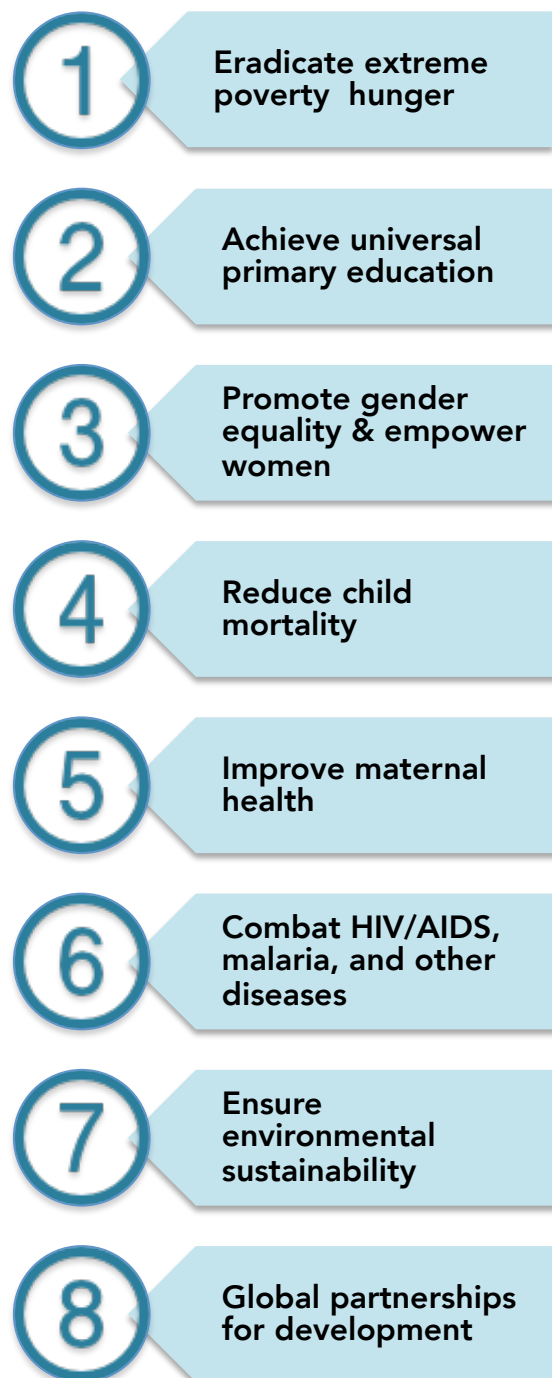 1
Eradicate extreme
poverty  hunger
2
Achieve universal
primary education
3
Promote gender
equality & empower
women
4
Reduce child
mortality
5
Improve maternal
health
6
Combat HIV/AIDS,
malaria, and other
diseases
7
Ensure
environmental
sustainability
8
Global partnerships
for development